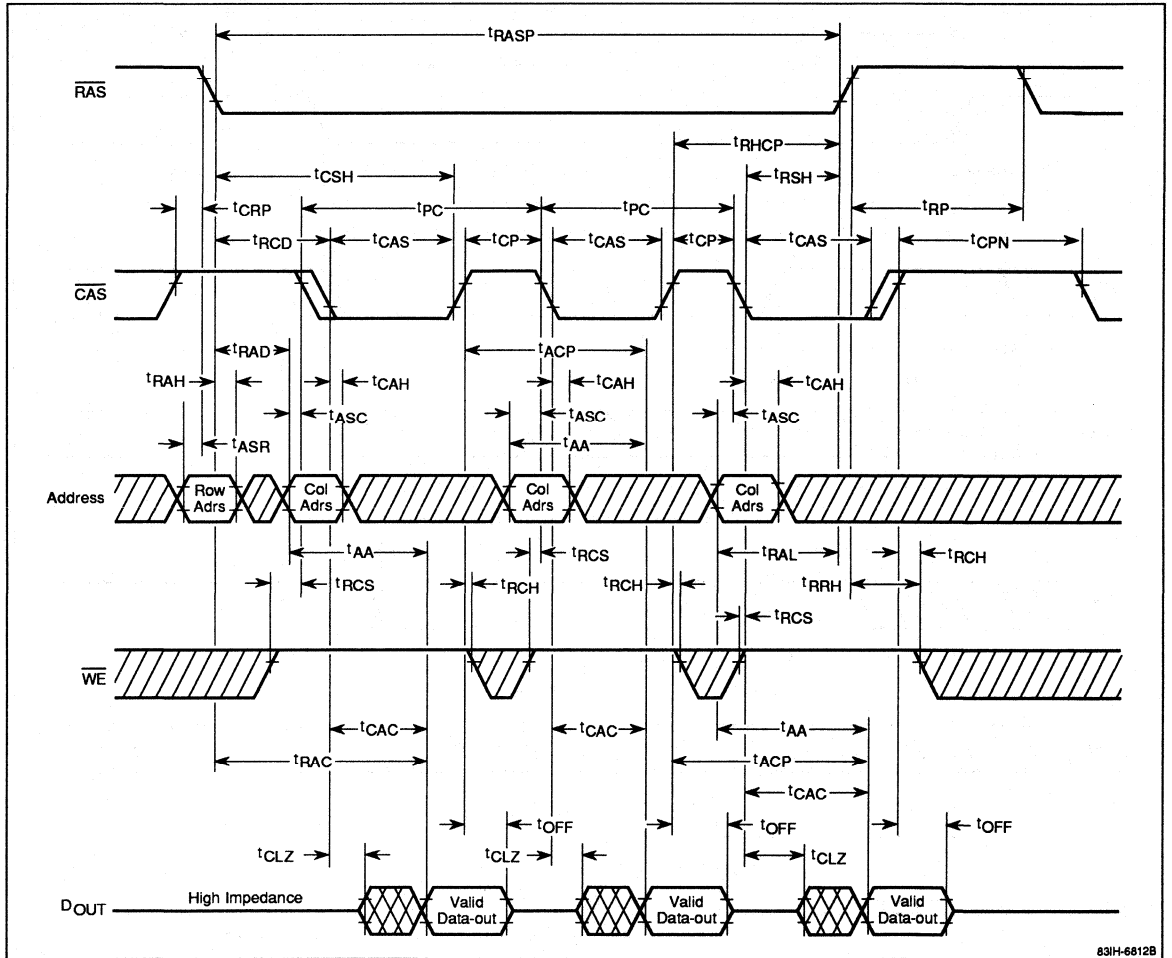 tRASP
RAS
tRHCP
tCSH tRSH
tCRP tPC tPC tRP
tRCD tCAS tCP tCAS tCP tCAS tCPN
CAS
tRAD tACP
tRAH tCAH tCAH tCAH
tASC tASC tASC
tASR tAA
Address Row Adrs Col Adrs Col Adrs Col Adrs
tAA tRCS tRAL tRCH
tRCS tRCH tRCH tRRH
tRCS
WE
tCAC tCAC tAA
tRAC tACP
tCAC
tOFF tOFF tOFF
tCLZ tCLZ tCLZ
DOUT High Impedance Valid Data-out Valid Data-out Valid Data-out
83IH-6812B